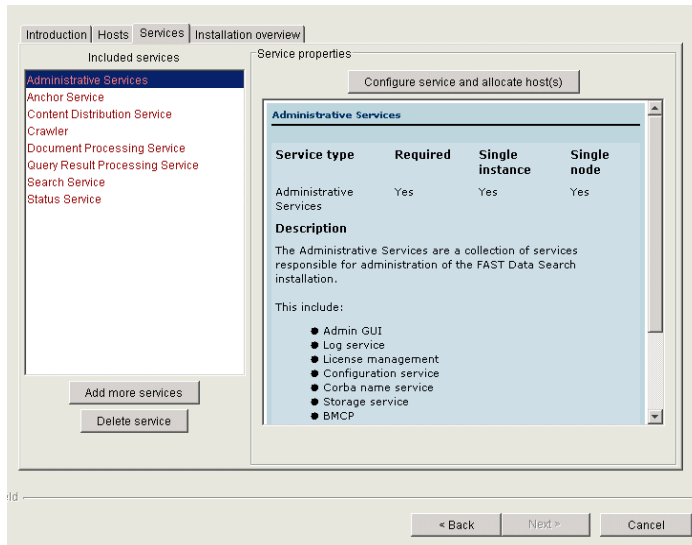 Introduction Hosts Services Installation overview
Included services
Administrative Services
Anchor Service
Content Distribution Service
Crawler
Document Processing Service
Query Result Processing Service
Search Service
Status Service
Add more services
Delete service
Service properties
Configure service and allocate host(s)
Administrative Services
Service type Required Single instance Single node
Administrative Services Yes Yes Yes
Description
The Administrative Services are a collection of services
responsible for administration of the FAST Data Search
installation.
This include:
Admin GUI
Log service
License management
Configuration service
Corba name service
Storage service
BMCP
< Back Next > Cancel